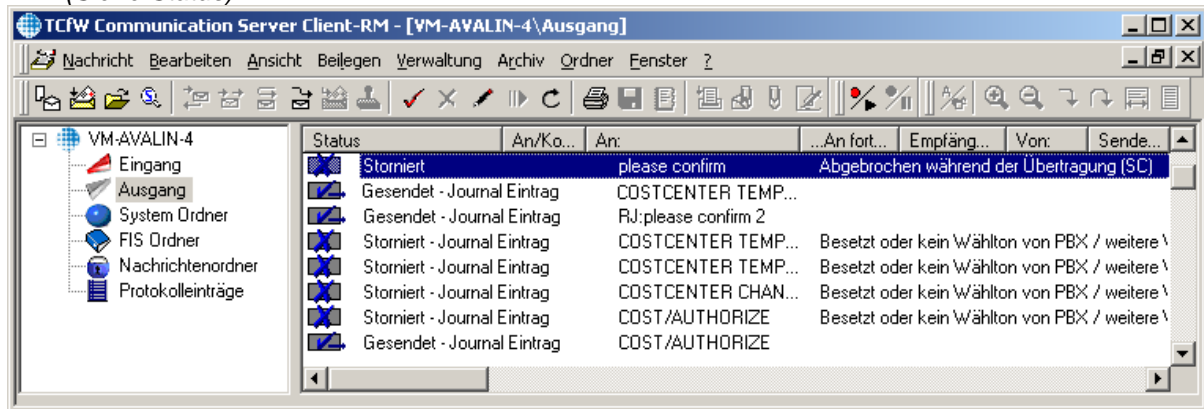 TCfW Communication Server Client-RM - [VM-AVALIN-4\Ausgang]
Nachricht Bearbeiten Ansicht Beilegen Verwaltung Archiv Ordner Fenster ?
VM-AVALIN-4
Eingang
Ausgang
System Ordner
FIS Ordner
Nachrichtenordner
Protokolleinträge
Status An/Ko... An: ...An fort... Empfäng... Von: Sende...
Storniert please confirm Abgebrochen während der Übertragung (SC)
Gesendet - Journal Eintrag COSTCENTER TEMP...
Gesendet - Journal Eintrag RJ:please confirm 2
Storniert - Journal Eintrag COSTCENTER TEMP... Besetzt oder kein Wählton von PBX / weitere
Storniert - Journal Eintrag COSTCENTER TEMP... Besetzt oder kein Wählton von PBX / weitere
Storniert - Journal Eintrag COSTCENTER CHAN... Besetzt oder kein Wählton von PBX / weitere
Storniert - Journal Eintrag COST/AUTHORIZE Besetzt oder kein Wählton von PBX / weitere
Gesendet - Journal Eintrag COST/AUTHORIZE